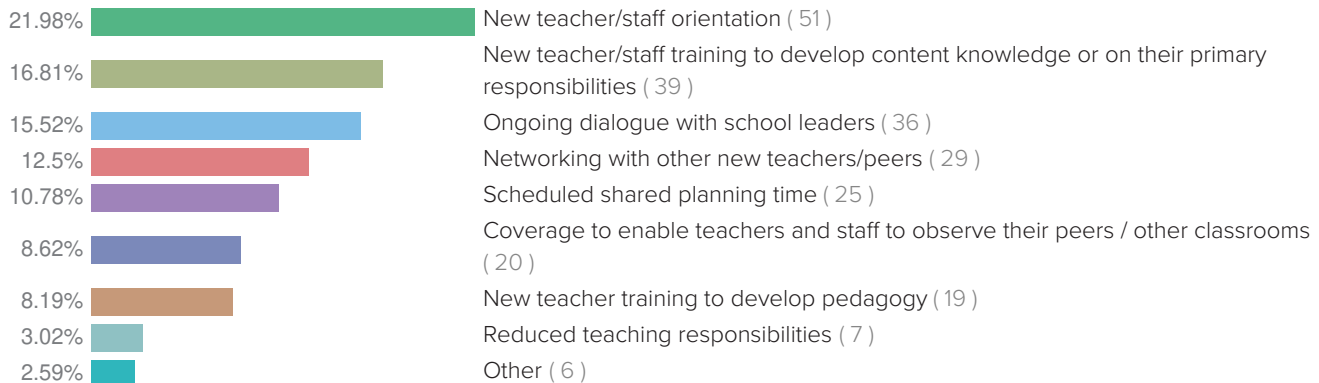 21.98% New teacher/staff orientation ( 51 )
New teacher/staff training to develop content knowledge or on their primary
16.81%
responsibilities ( 39 )
15.52% Ongoing dialogue with school leaders ( 36 )
12.5% Networking with other new teachers/peers ( 29 )
10.78% Scheduled shared planning time ( 25 )
Coverage to enable teachers and staff to observe their peers / other classrooms
8.62%
( 20 )
8.19% New teacher training to develop pedagogy ( 19 )
3.02% Reduced teaching responsibilities ( 7 )
2.59% Other ( 6 )